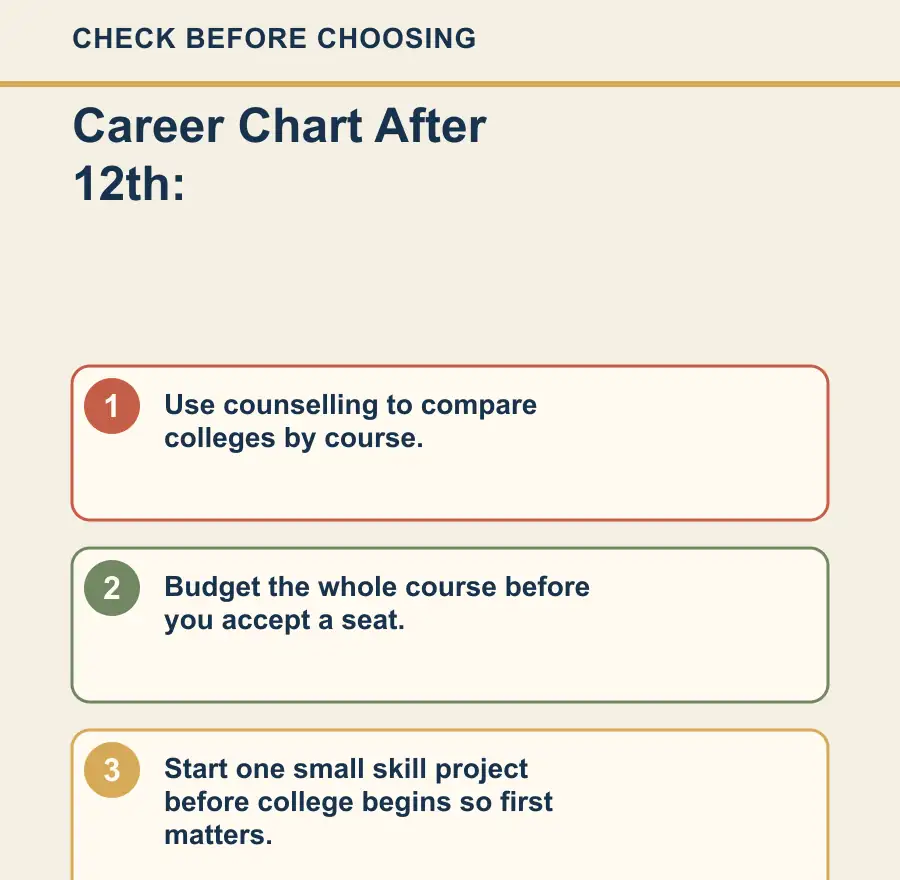 CHECK BEFORE CHOOSING
Career Chart After
12th:
1
Use counselling to compare
colleges by course.
2
Budget the whole course before
you accept a seat.
3
Start one small skill project
before college begins so first
matters.